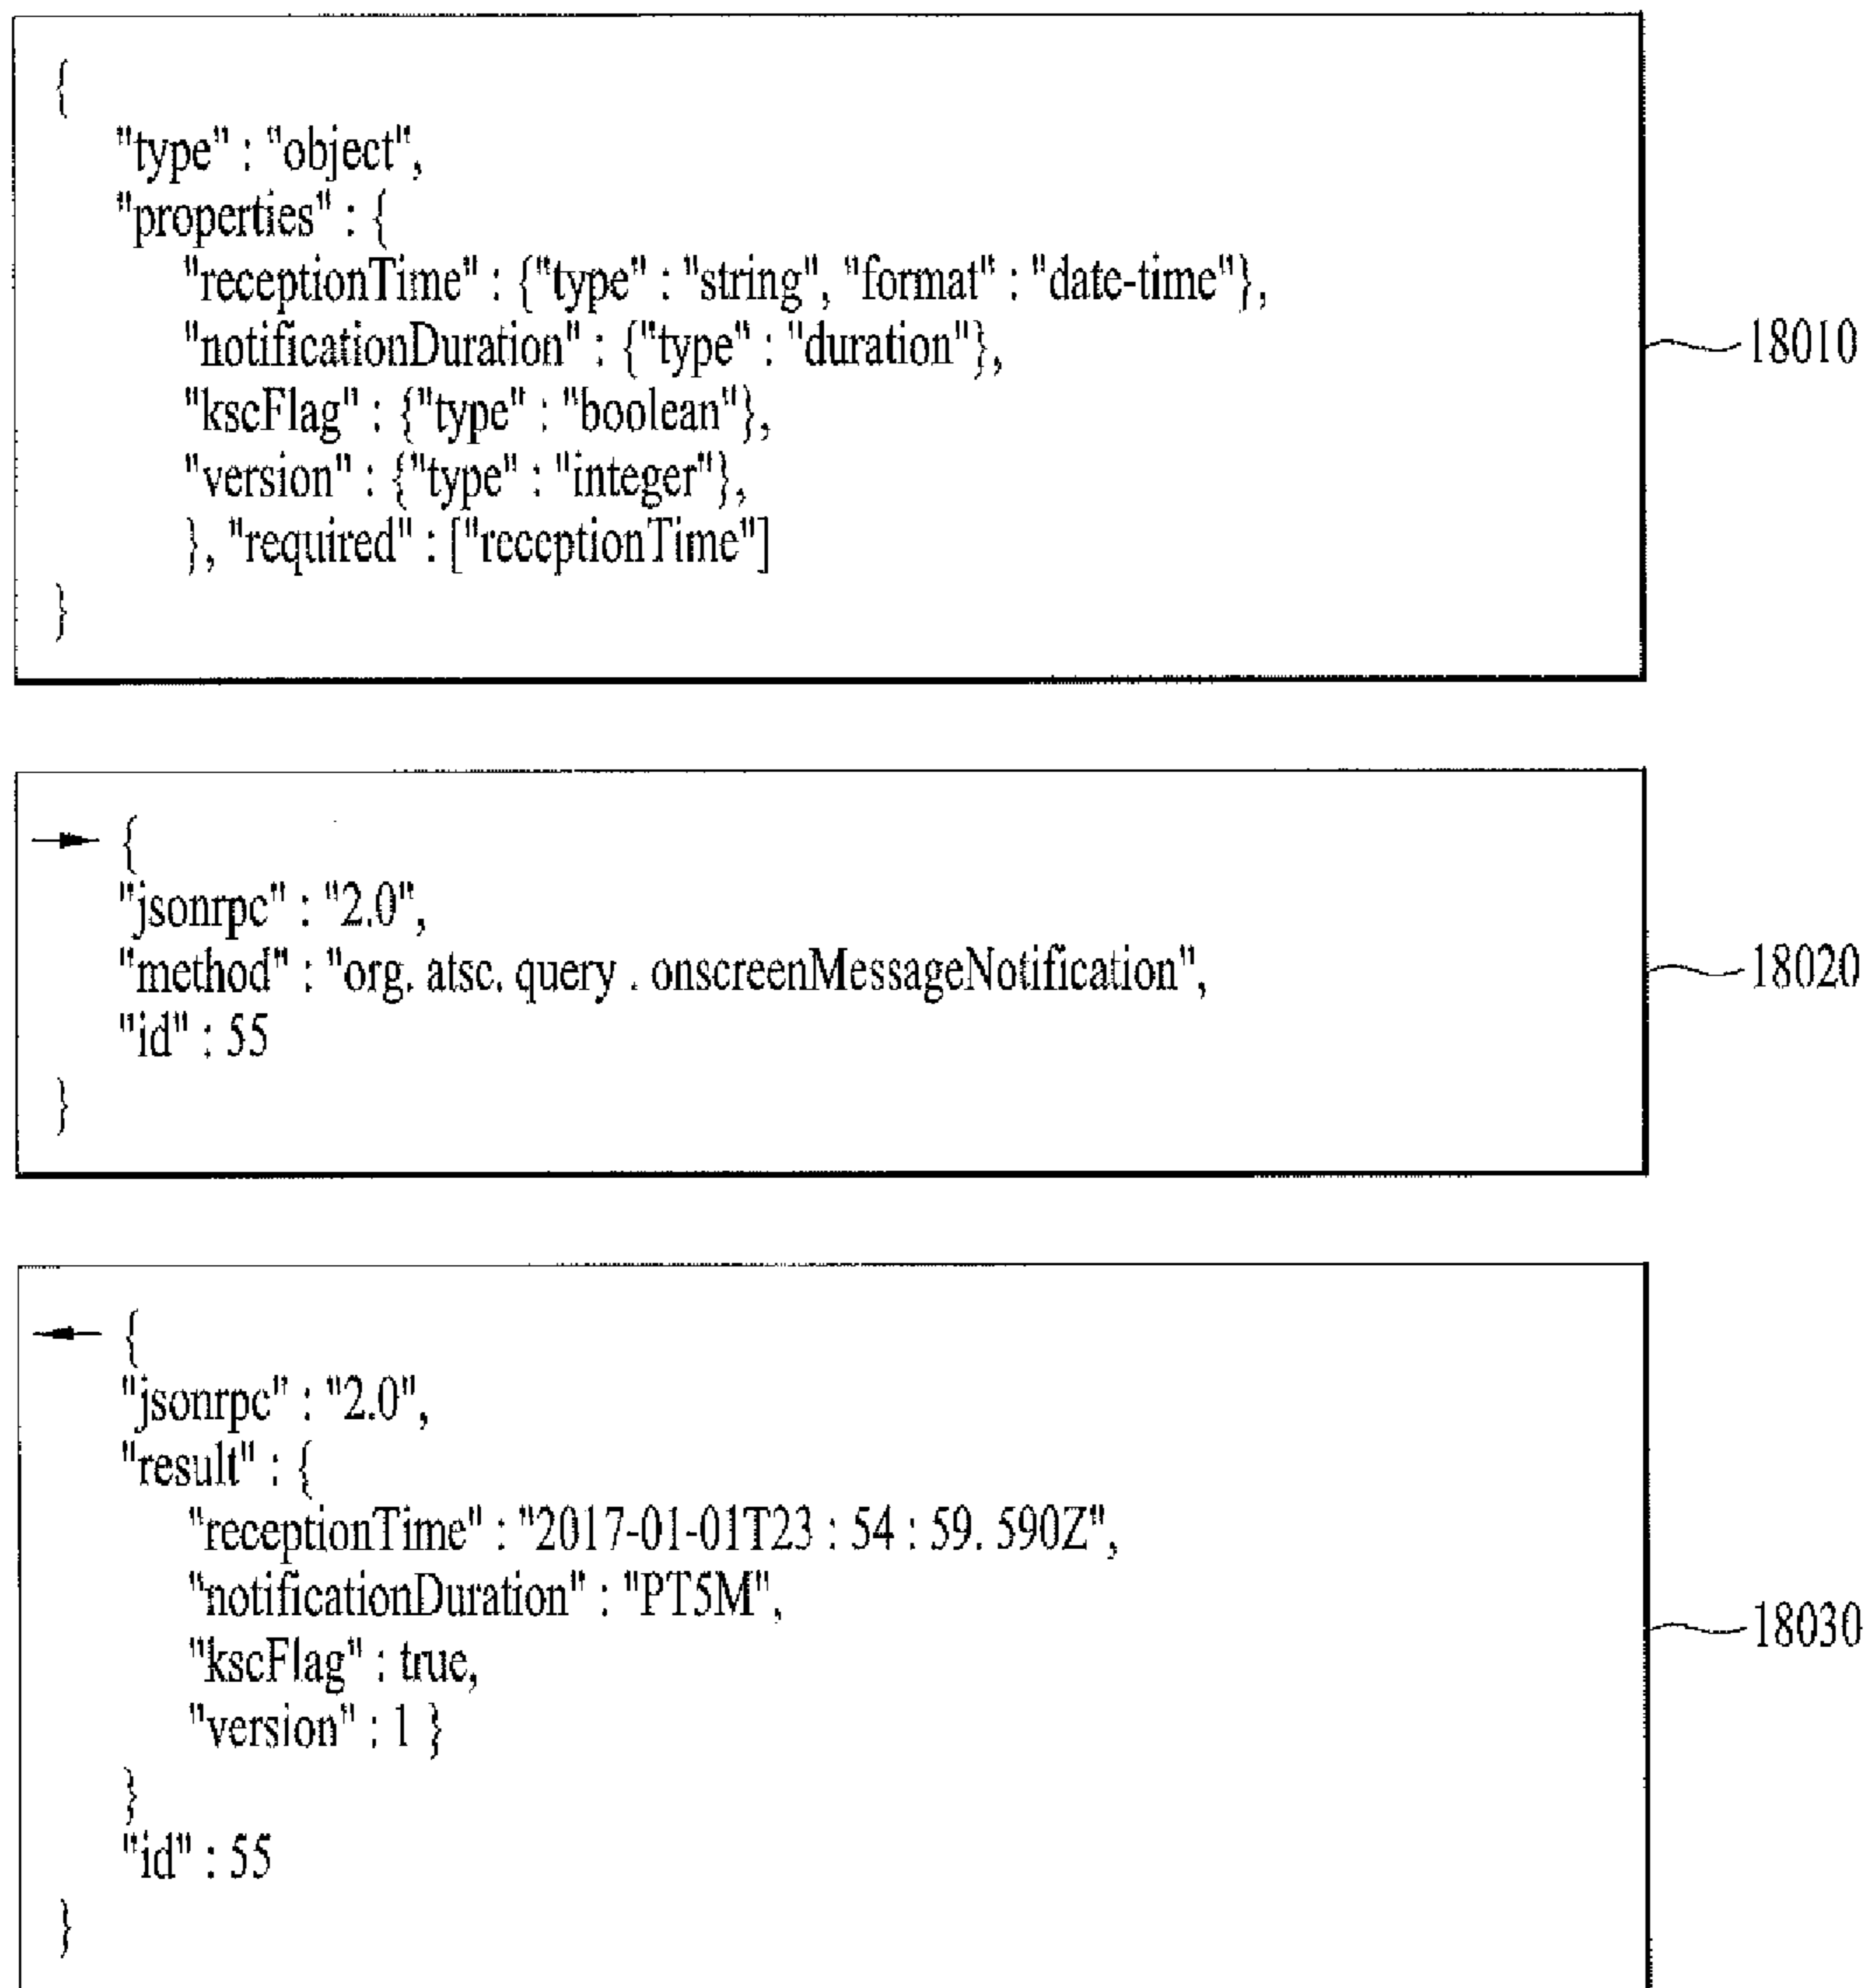 {
"type" : "object",
"properties" : {
"receptionTime" : {"type" : "string", "format" : "date-time"},
"notificationDuration" : {"type" : "duration"},
"kscFlag" : {"type" : "boolean"},
"version" : {"type" : "integer"},
}, "required" : ["receptionTime"]
}
18010
{
"jsonrpc" : "2.0",
"method" : "org. atsc. query . onscreenMessageNotification",
"id" : 55
}
18020
{
"jsonrpc" : "2.0",
"result" : {
"receptionTime" : "2017-01-01T23 : 54 : 59. 590Z",
"notificationDuration" : "PT5M",
"kscFlag" : true,
"version" : 1 }
}
"id" : 55
}
18030